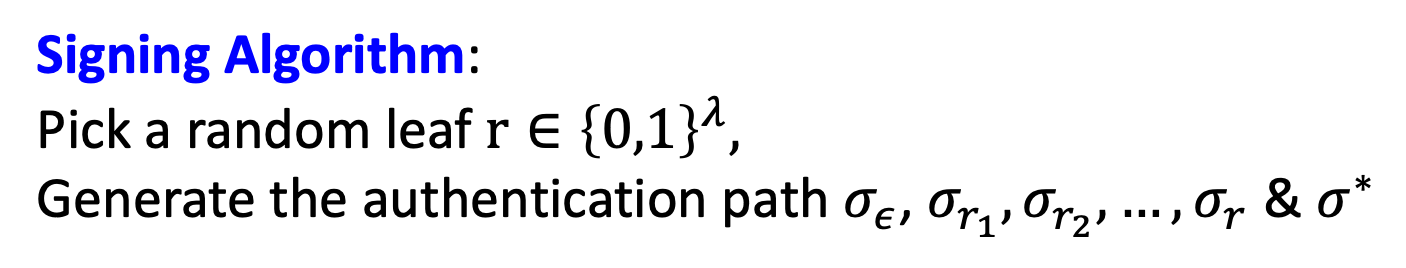 Signing Algorithm:
Pick a random leaf r ∈ {0,1}^λ,
Generate the authentication path σ_ϵ, σ_{r_1}, σ_{r_2}, ..., σ_r & σ*